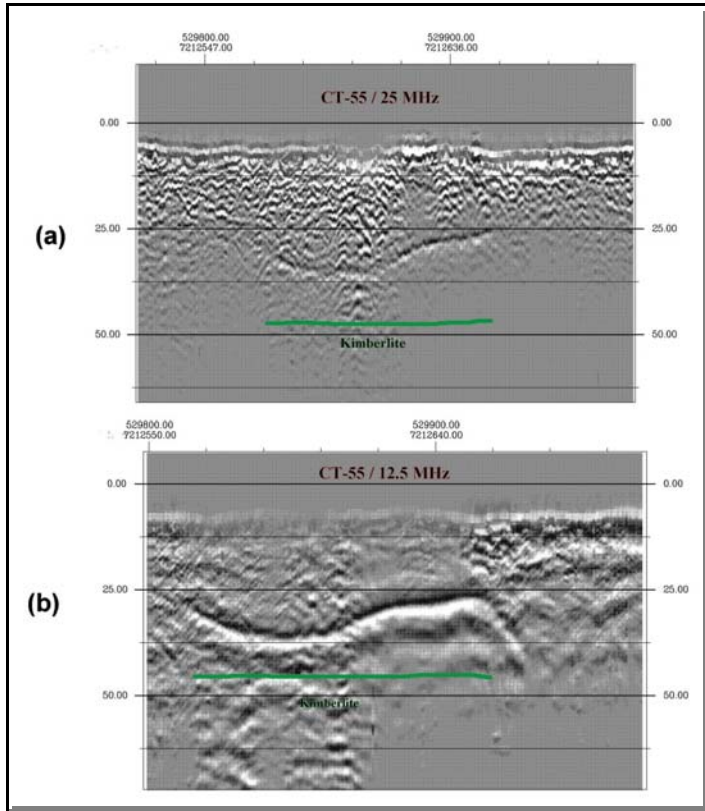 529800.00 529900.00
7212547.00 7212636.00
CT-55 / 25 MHz
0.00 0.00
(a)
25.00 25.00
50.00 50.00
Kimberlite
529800.00 529900.00
7212550.00 7212640.00
CT-55 / 12.5 MHz
0.00 0.00
(b)
25.00 25.00
50.00 50.00
Kimberlite